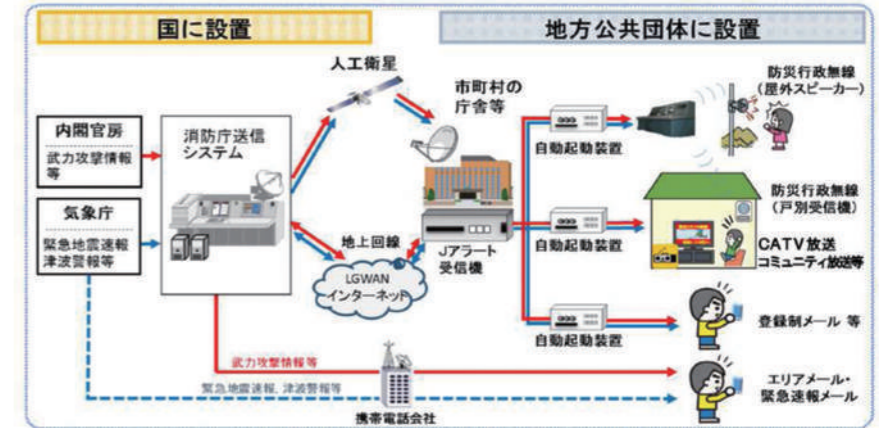 国に設置
地方公共団体に設置
内閣官房
武力攻撃情報
等
気象庁
緊急地震速報
津波警報等
消防庁送信
システム
人工衛星
地上回線
LGWAN
インターネット
市町村の
庁舎等
Jアラート
受信機
自動起動装置
自動起動装置
自動起動装置
防災行政無線
(屋外スピーカー)
防災行政無線
(戸別受信機)
CATV放送
コミュニティ放送等
登録制メール 等
武力攻撃情報等
緊急地震速報、津波警報等
携帯電話会社
エリアメール・
緊急速報メール